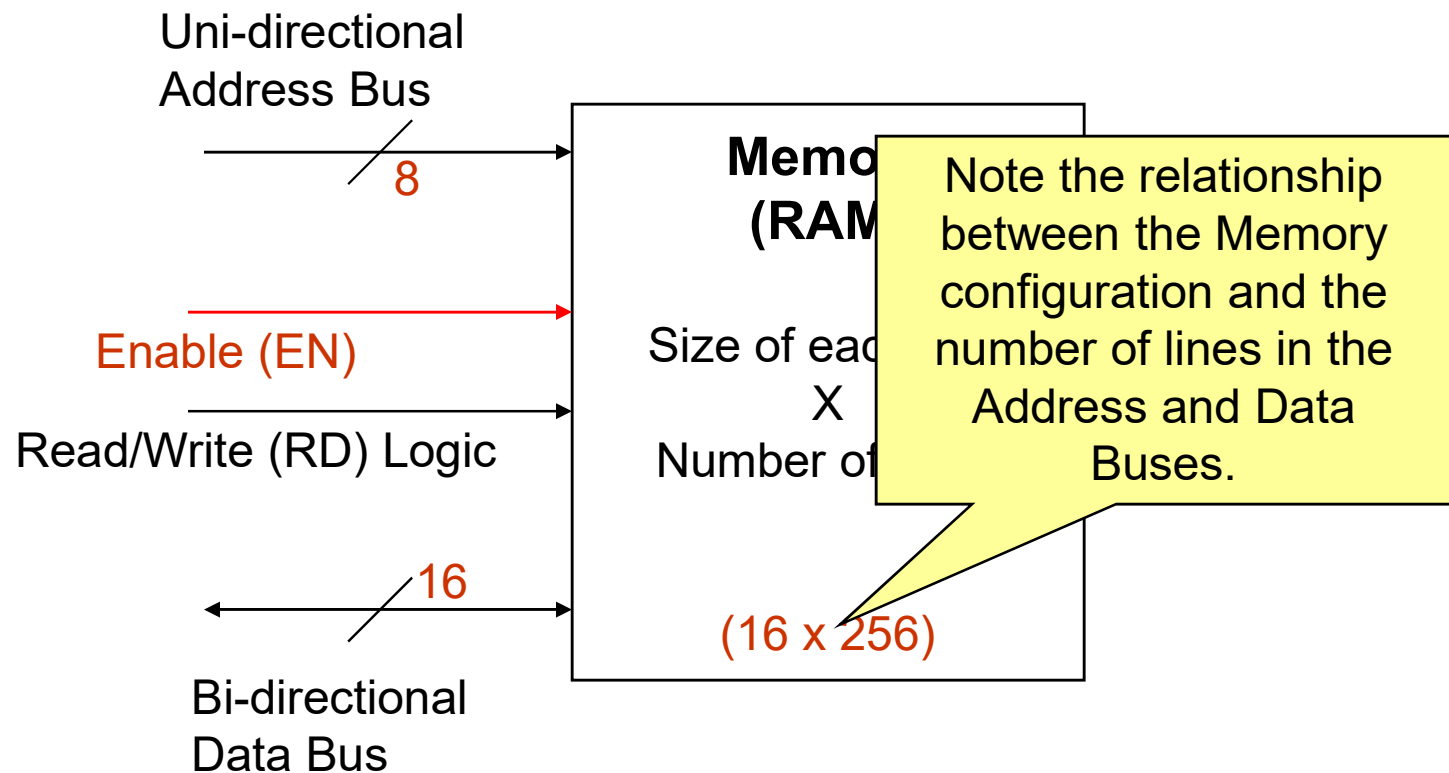 Uni-directional
Address Bus
8
Enable (EN)
Read/Write (RD) Logic
16
Bi-directional
Data Bus
Memo
(RAM
Size of eac
X
Number of
(16 x 256)
Note the relationship
between the Memory
configuration and the
number of lines in the
Address and Data
Buses.